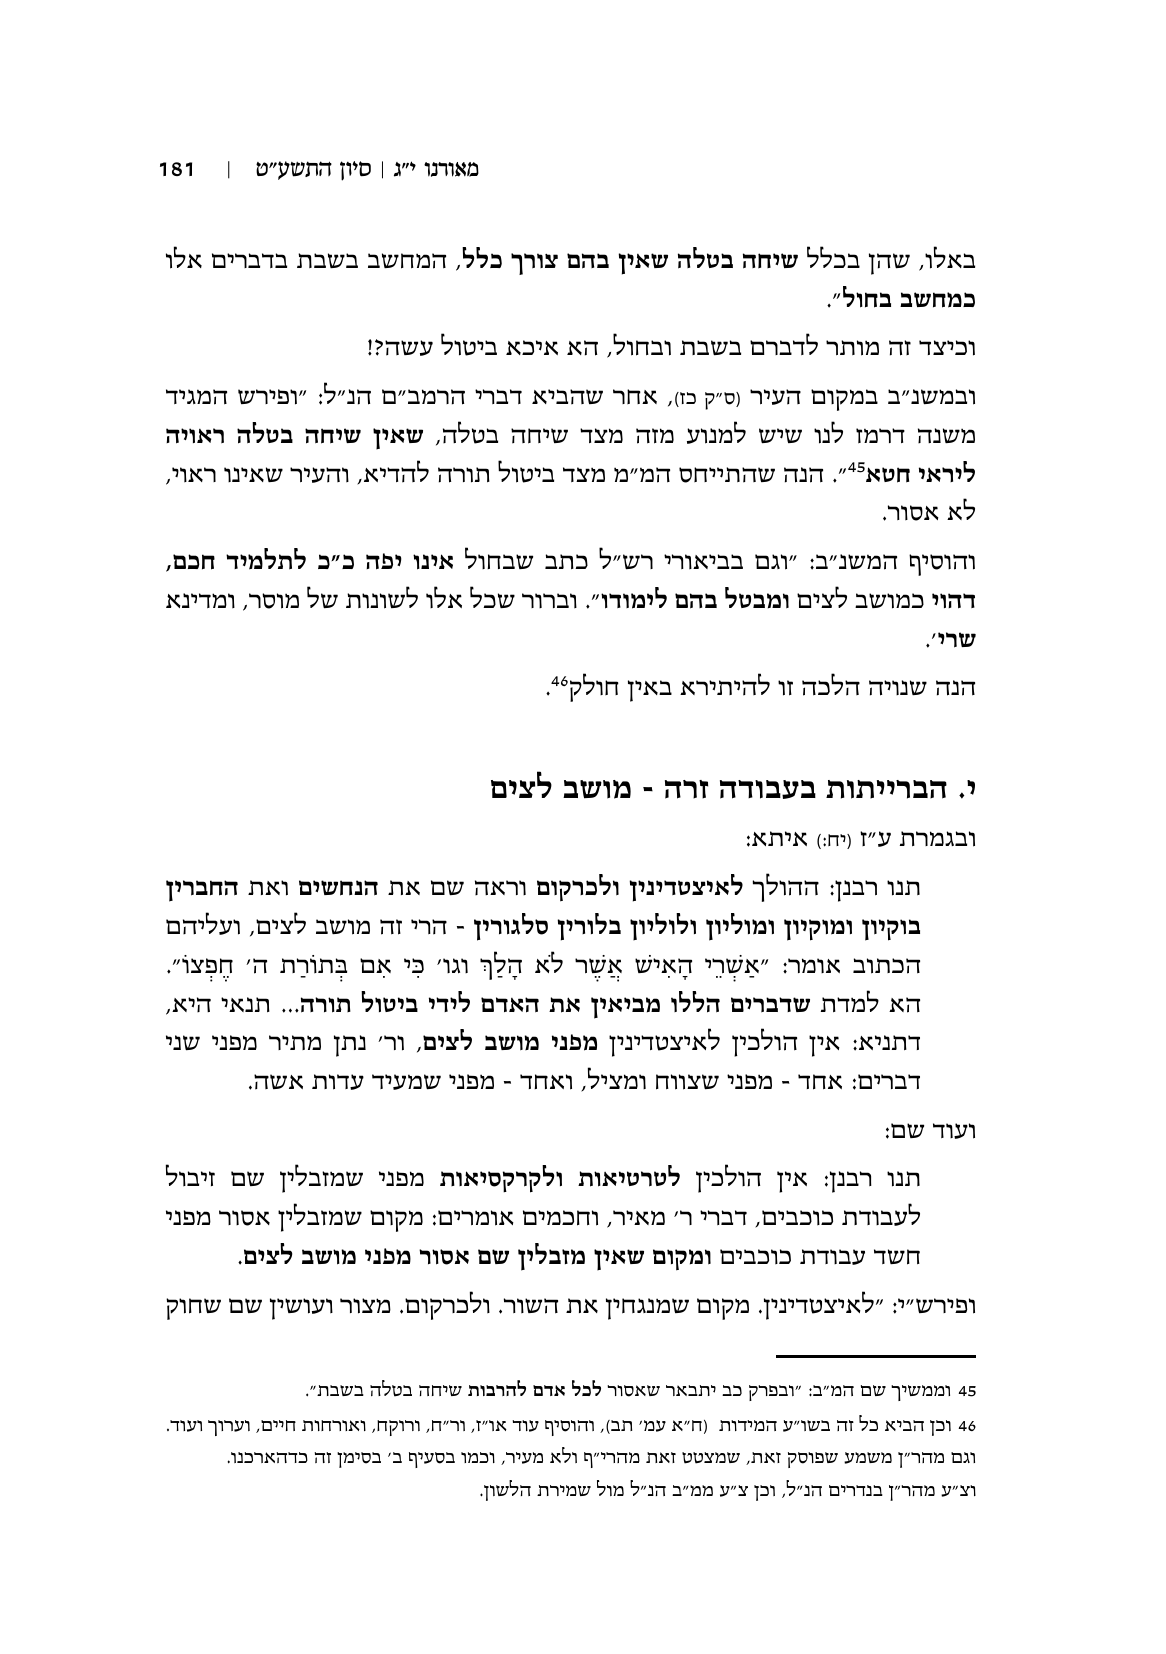 מאורנו י״ג | סיון התשע״ט | 181
באלו, שהן בכלל שיחה בטלה שאין בהם צורך כלל, המחשב בשבת בדברים אלו
כמחשב בחול״.
וכיצד זה מותר לדברם בשבת ובחול, הא איכא ביטול עשה?!
ובמשנ״ב במקום העיר (ס״ק כז), אחר שהביא דברי הרמב״ם הנ״ל: ״ופירש המגיד
משנה דרמז לנו שיש למנוע מזה מצד שיחה בטלה, שאין שיחה בטלה ראויה
ליראי חטא45״. הנה שהתייחס המ״מ מצד ביטול תורה להדיא, והעיר שאינו ראוי,
לא אסור.
והוסיף המשנ״ב: ״וגם בביאורי רש״ל כתב שבחול אינו יפה כ״כ לתלמיד חכם,
דהוי כמושב לצים ומבטל בהם לימודו״. וברור שכל אלו לשונות של מוסר, ומדינא
שרי׳.
הנה שנויה הלכה זו להיתירא באין חולק46.
י. הברייתות בעבודה זרה - מושב לצים
ובגמרת ע״ז (יח:) איתא:
תנו רבנן: ההולך לאיצטדינין ולכרקום וראה שם את הנחשים ואת החברין
בוקיון ומוקיון ומוליון ולוליון בלורין סלגורין - הרי זה מושב לצים, ועליהם
הכתוב אומר: ״אַשְׁרֵי הָאִישׁ אֲשֶׁר לֹא הָלַךְ וגו׳ כִּי אִם בְּתוֹרַת ה׳ חֶפְצוֹ״.
הא למדת שדברים הללו מביאין את האדם לידי ביטול תורה... תנאי היא,
דתניא: אין הולכין לאיצטדינין מפני מושב לצים, ור׳ נתן מתיר מפני שני
דברים: אחד - מפני שצווח ומציל, ואחד - מפני שמעיד עדות אשה.
ועוד שם:
תנו רבנן: אין הולכין לטרטיאות ולקרקסיאות מפני שמזבלין שם זיבול
לעבודת כוכבים, דברי ר׳ מאיר, וחכמים אומרים: מקום שמזבלין אסור מפני
חשד עבודת כוכבים ומקום שאין מזבלין שם אסור מפני מושב לצים.
ופירש״י: ״לאיצטדינין. מקום שמנגחין את השור. ולכרקום. מצור ועושין שם שחוק
45 וממשיך שם המ״ב: ״ובפרק כב יתבאר שאסור לכל אדם להרבות שיחה בטלה בשבת״.
46 וכן הביא כל זה בשו״ע המידות (ח״א עמ׳ תב), והוסיף עוד או״ז, ור״ח, ורוקח, ואורחות חיים, וערוך ועוד.
וגם מהר״ן משמע שפוסק זאת, שמצטט זאת מהרי״ף ולא מעיר, וכמו בסעיף ב׳ בסימן זה כדהארכנו.
וצ״ע מהר״ן בנדרים הנ״ל, וכן צ״ע ממ״ב הנ״ל מול שמירת הלשון.